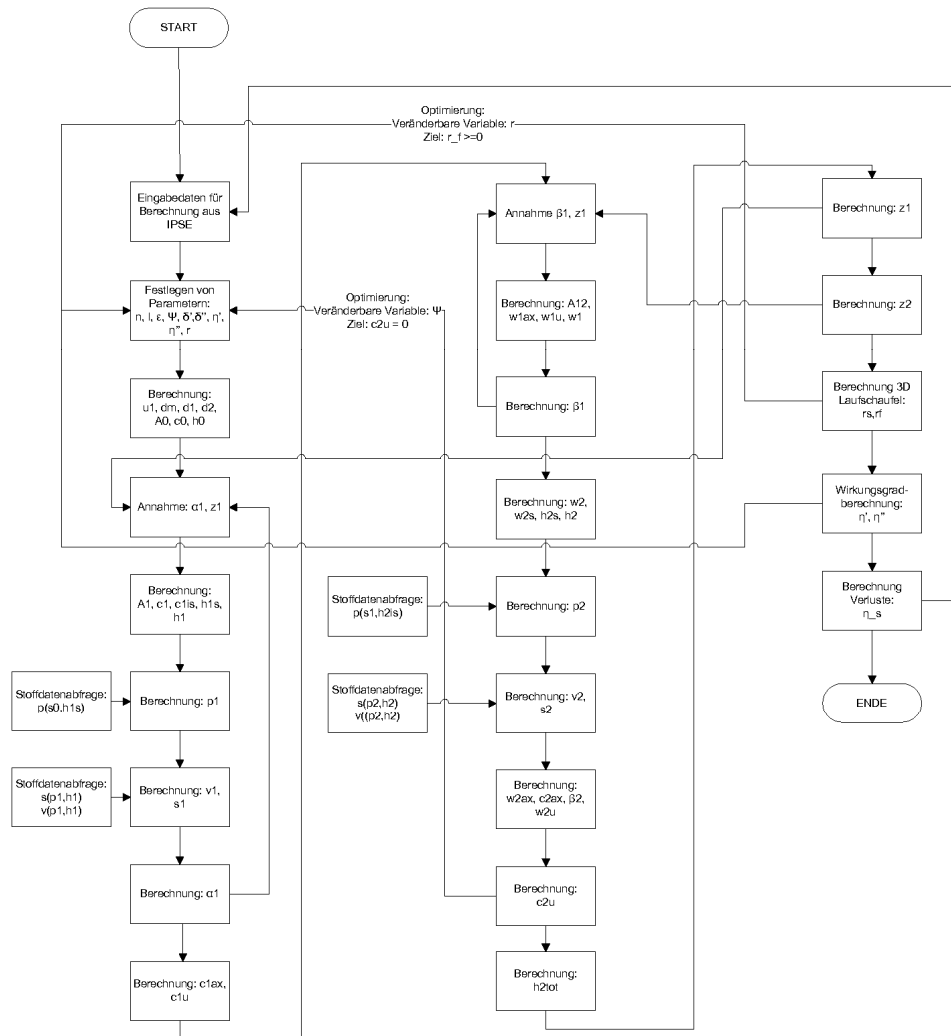 START
Optimierung:
Veränderbare Variable: r
Ziel: r_f >=0
Eingabedaten für
Berechnung aus
IPSE
Festlegen von
Parametern:
n, l, ε, Ψ, δ',δ'', η',
η'', r
Optimierung:
Veränderbare Variable: Ψ
Ziel: c2u = 0
Berechnung:
u1, dm, d1, d2,
A0, c0, h0
Annahme: α1, z1
Berechnung:
A1, c1, c1is, h1s,
h1
Stoffdatenabfrage:
p(s0,h1s)
Berechnung: p1
Stoffdatenabfrage:
s(p1,h1)
v(p1,h1)
Berechnung: v1,
s1
Berechnung: α1
Berechnung: c1ax,
c1u
Annahme β1, z1
Berechnung: A12,
w1ax, w1u, w1
Berechnung: β1
Berechnung: w2,
w2s, h2s, h2
Stoffdatenabfrage:
p(s1,h2is)
Berechnung: p2
Stoffdatenabfrage:
s(p2,h2)
v((p2,h2)
Berechnung: v2,
s2
Berechnung:
w2ax, c2ax, β2,
w2u
Berechnung:
c2u
Berechnung:
h2tot
Berechnung: z1
Berechnung: z2
Berechnung 3D
Laufschaufel:
rs,rf
Wirkungsgrad-
berechnung:
η', η''
Berechnung
Verluste:
η_s
ENDE